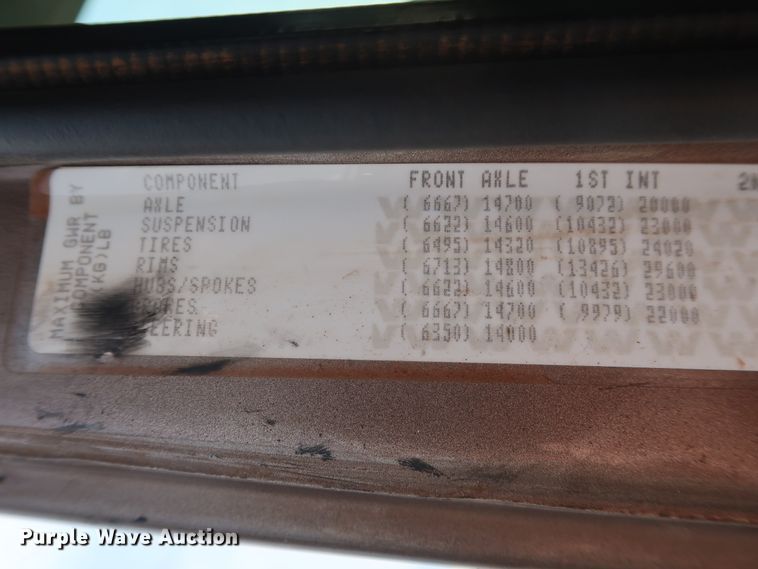 MAXIMUM GWR BY
COMPONENT
(KG)LB
COMPONENT FRONT AXLE 1ST INT
AXLE ( 6667) 14700 ( 9072) 20000
SUSPENSION ( 6622) 14600 (10432) 23000
TIRES ( 6495) 14320 (10895) 24020
RIMS ( 6713) 14800 (13426) 29600
HUBS/SPOKES ( 6622) 14600 (10432) 23000
( 6667) 14700 ( 9979) 22000
( 6350) 14000
Purple Wave Auction